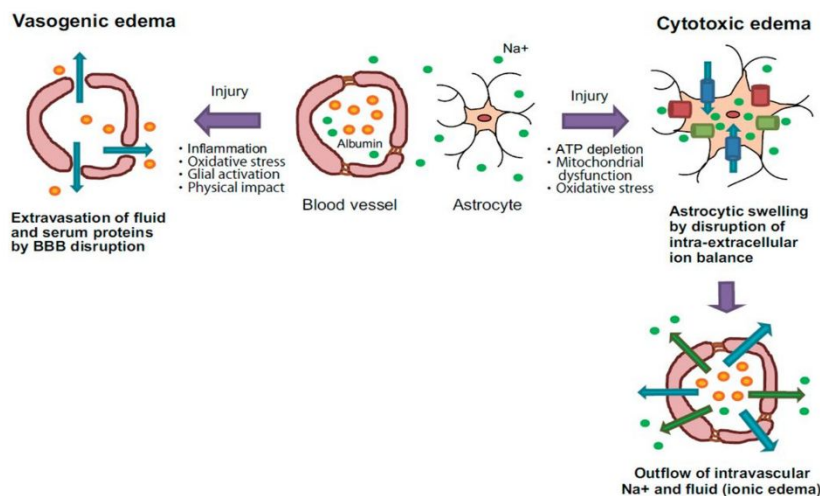 Vasogenic edema
Injury
• Inflammation
• Oxidative stress
• Glial activation
• Physical impact
Extravasation of fluid
and serum proteins
by BBB disruption
Albumin
Blood vessel
Na+
Astrocyte
Injury
• ATP depletion
• Mitochondrial
dysfunction
• Oxidative stress
Cytotoxic edema
Astrocytic swelling
by disruption of
intra-extracellular
ion balance
Outflow of intravascular
Na+ and fluid (ionic edema)